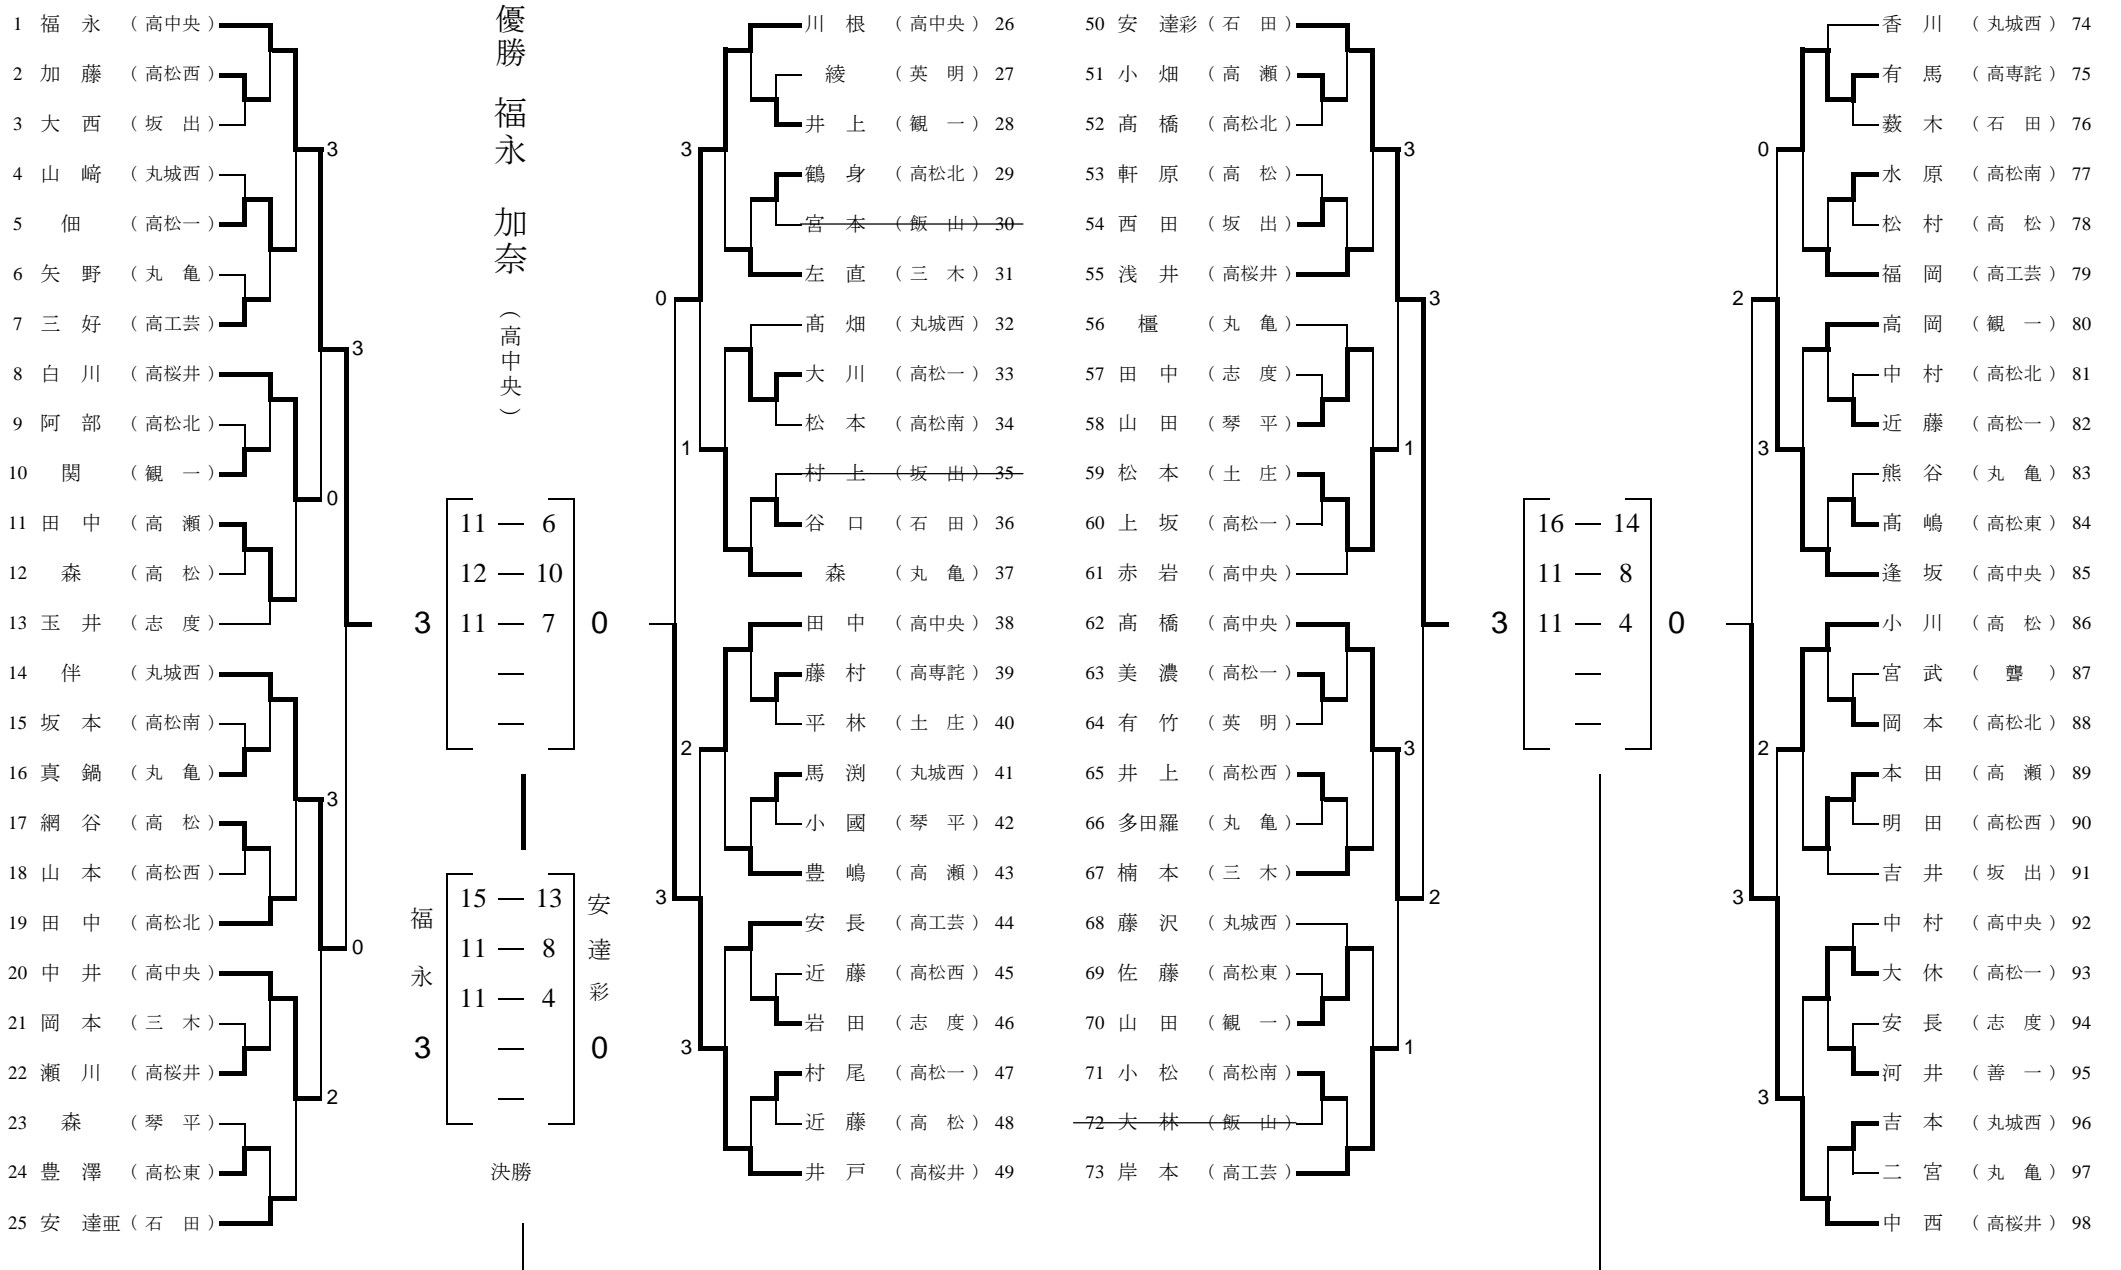 1 福 永 (高中央)
2 加 藤 (高松西)
3 大 西 (坂 出)
4 山 﨑 (丸城西)
5 佃 (高松一)
6 矢 野 (丸 亀)
7 三 好 (高工芸)
8 白 川 (高桜井)
9 阿 部 (高松北)
10 関 (観 一)
11 田 中 (高 瀬)
12 森 (高 松)
13 玉 井 (志 度)
14 伴 (丸城西)
15 坂 本 (高松南)
16 真 鍋 (丸 亀)
17 網 谷 (高 松)
18 山 本 (高松西)
19 田 中 (高松北)
20 中 井 (高中央)
21 岡 本 (三 木)
22 瀬 川 (高桜井)
23 森 (琴 平)
24 豊 澤 (高松東)
25 安 達亜 (石 田)
3
0
3
2
3
0
優勝 福永 加奈 (高中央)
3 0
11 — 6
12 — 10
11 — 7
—
—
福永 安達彩
3 0
15 — 13
11 — 8
11 — 4
—
—
決勝
川 根 (高中央) 26
綾 (英 明) 27
井 上 (観 一) 28
鶴 身 (高松北) 29
宮 本 (飯 山) 30
左 直 (三 木) 31
髙 畑 (丸城西) 32
大 川 (高松一) 33
松 本 (高松南) 34
村 上 (坂 出) 35
谷 口 (石 田) 36
森 (丸 亀) 37
田 中 (高中央) 38
藤 村 (高専詫) 39
平 林 (土 庄) 40
馬 渕 (丸城西) 41
小 國 (琴 平) 42
豊 嶋 (高 瀬) 43
安 長 (高工芸) 44
近 藤 (高松西) 45
岩 田 (志 度) 46
村 尾 (高松一) 47
近 藤 (高 松) 48
井 戸 (高桜井) 49
3
1
2
3
0
3
50 安 達彩 (石 田)
51 小 畑 (高 瀬)
52 髙 橋 (高松北)
53 軒 原 (高 松)
54 西 田 (坂 出)
55 浅 井 (高桜井)
56 橿 (丸 亀)
57 田 中 (志 度)
58 山 田 (琴 平)
59 松 本 (土 庄)
60 上 坂 (高松一)
61 赤 岩 (高中央)
62 髙 橋 (高中央)
63 美 濃 (高松一)
64 有 竹 (英 明)
65 井 上 (高松西)
66 多田羅 (丸 亀)
67 楠 本 (三 木)
68 藤 沢 (丸城西)
69 佐 藤 (高松東)
70 山 田 (観 一)
71 小 松 (高松南)
72 大 林 (飯 山)
73 岸 本 (高工芸)
3
1
3
1
3
2
3 0
16 — 14
11 — 8
11 — 4
—
—
香 川 (丸城西) 74
有 馬 (高専詫) 75
薮 木 (石 田) 76
水 原 (高松南) 77
松 村 (高 松) 78
福 岡 (高工芸) 79
高 岡 (観 一) 80
中 村 (高松北) 81
近 藤 (高松一) 82
熊 谷 (丸 亀) 83
髙 嶋 (高松東) 84
逢 坂 (高中央) 85
小 川 (高 松) 86
宮 武 ( 聾 ) 87
岡 本 (高松北) 88
本 田 (高 瀬) 89
明 田 (高松西) 90
吉 井 (坂 出) 91
中 村 (高中央) 92
大 休 (高松一) 93
安 長 (志 度) 94
河 井 (善 一) 95
吉 本 (丸城西) 96
二 宮 (丸 亀) 97
中 西 (高桜井) 98
0
3
2
3
2
3